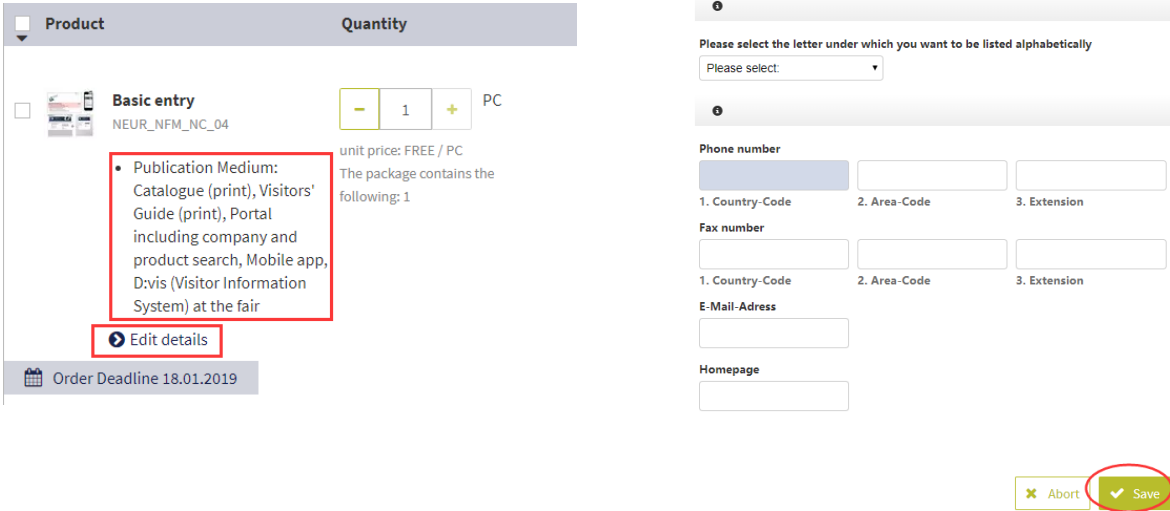 Product
Quantity
Basic entry
NEUR_NFM_NC_04
1
PC
unit price: FREE / PC
The package contains the
following: 1
• Publication Medium:
Catalogue (print), Visitors'
Guide (print), Portal
including company and
product search, Mobile app,
D:vis (Visitor Information
System) at the fair
Edit details
Order Deadline 18.01.2019
Please select the letter under which you want to be listed alphabetically
Please select:
Phone number
1. Country-Code
2. Area-Code
3. Extension
Fax number
1. Country-Code
2. Area-Code
3. Extension
E-Mail-Adress
Homepage
Abort
Save